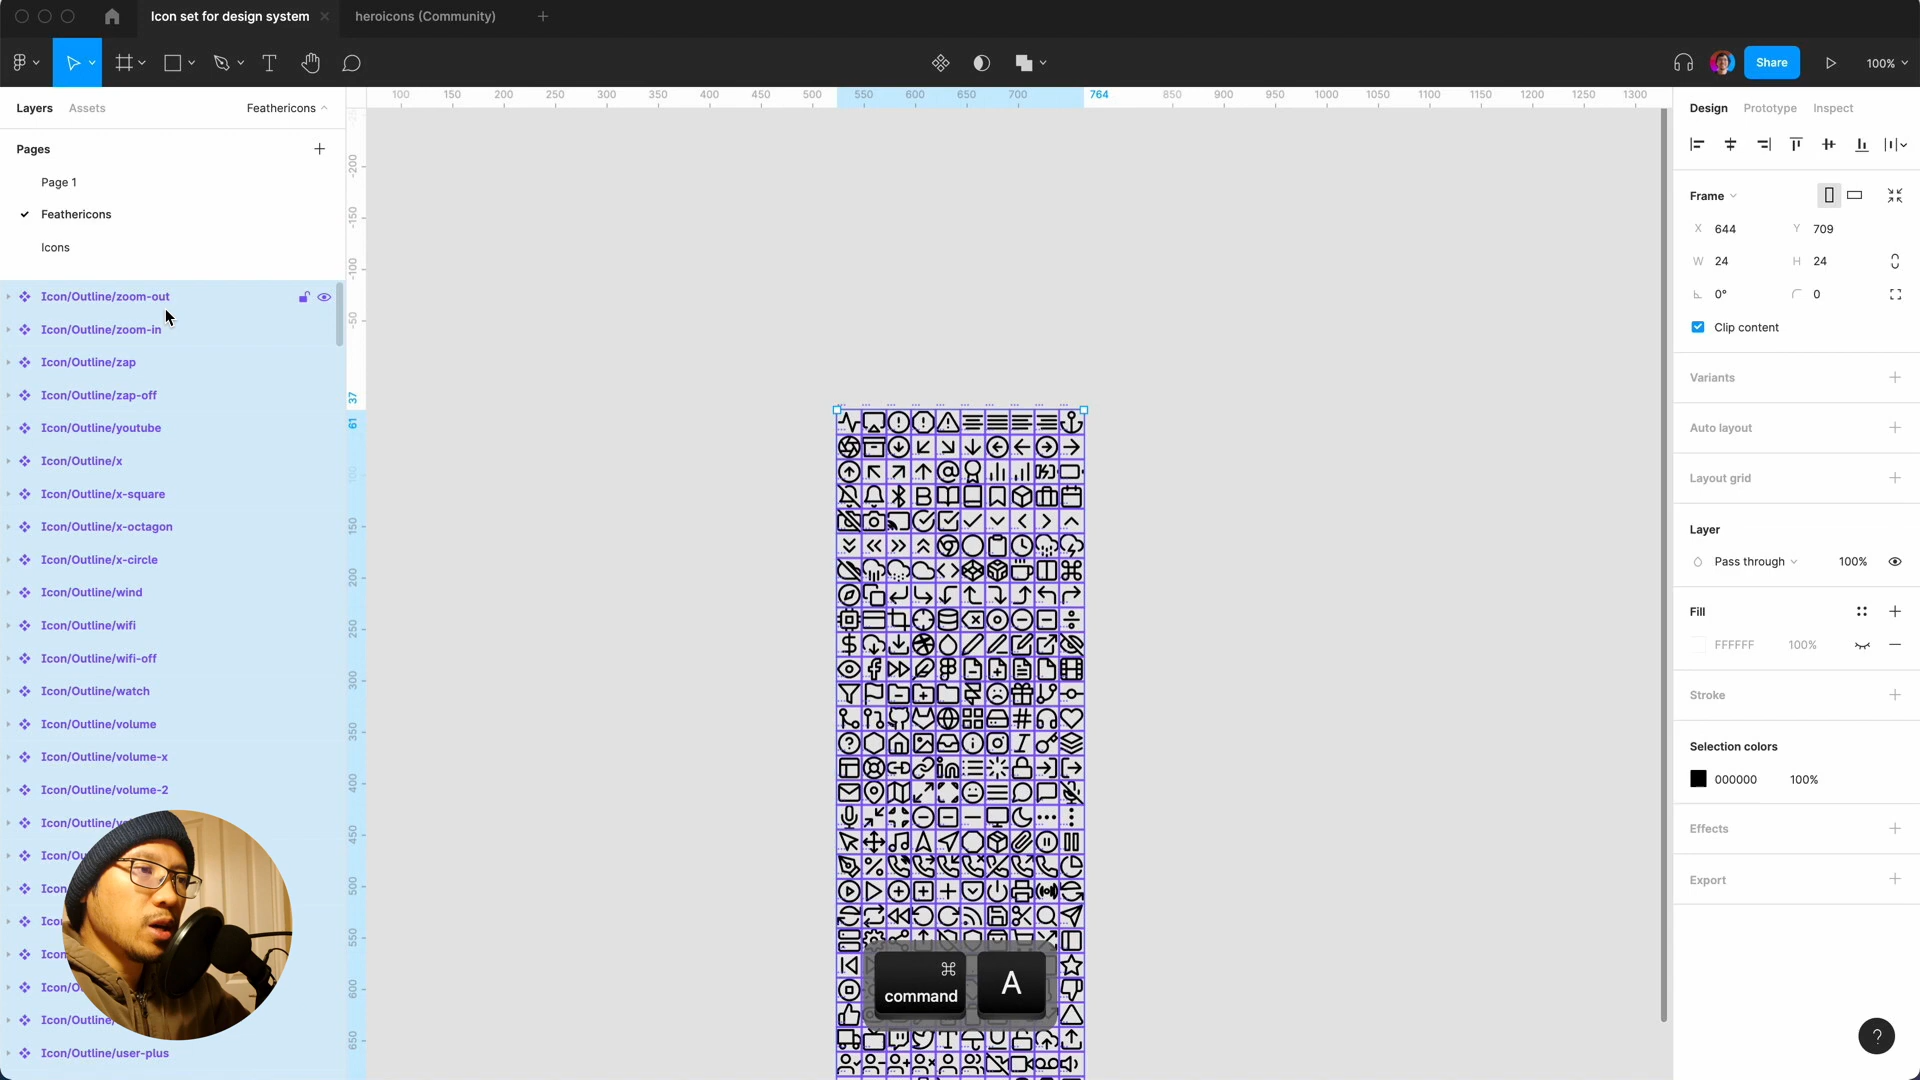 Icon set for design system
heroicons (Community)
Share
100%
Layers
Assets
Feathericons
Pages
Page 1
Feathericons
Icons
Icon/Outline/zoom-out
Icon/Outline/zoom-in
Icon/Outline/zap
Icon/Outline/zap-off
Icon/Outline/youtube
Icon/Outline/x
Icon/Outline/x-square
Icon/Outline/x-octagon
Icon/Outline/x-circle
Icon/Outline/wind
Icon/Outline/wifi
Icon/Outline/wifi-off
Icon/Outline/watch
Icon/Outline/volume
Icon/Outline/volume-x
Icon/Outline/volume-2
Icon/Outline/user-plus
100 150 200 250 300 350 400 450 500 550 600 650 700 764 850 900 950 1000 1050 1100 1150 1200 1250 1300
-200
-150
-100
-50
37
61
150
200
250
300
350
400
450
500
550
600
650
command ⌘
A
Design
Prototype
Inspect
Frame
X 644
Y 709
W 24
H 24
0°
0
Clip content
Variants
Auto layout
Layout grid
Layer
Pass through
100%
Fill
FFFFFF 100%
Stroke
Selection colors
000000 100%
Effects
Export
?